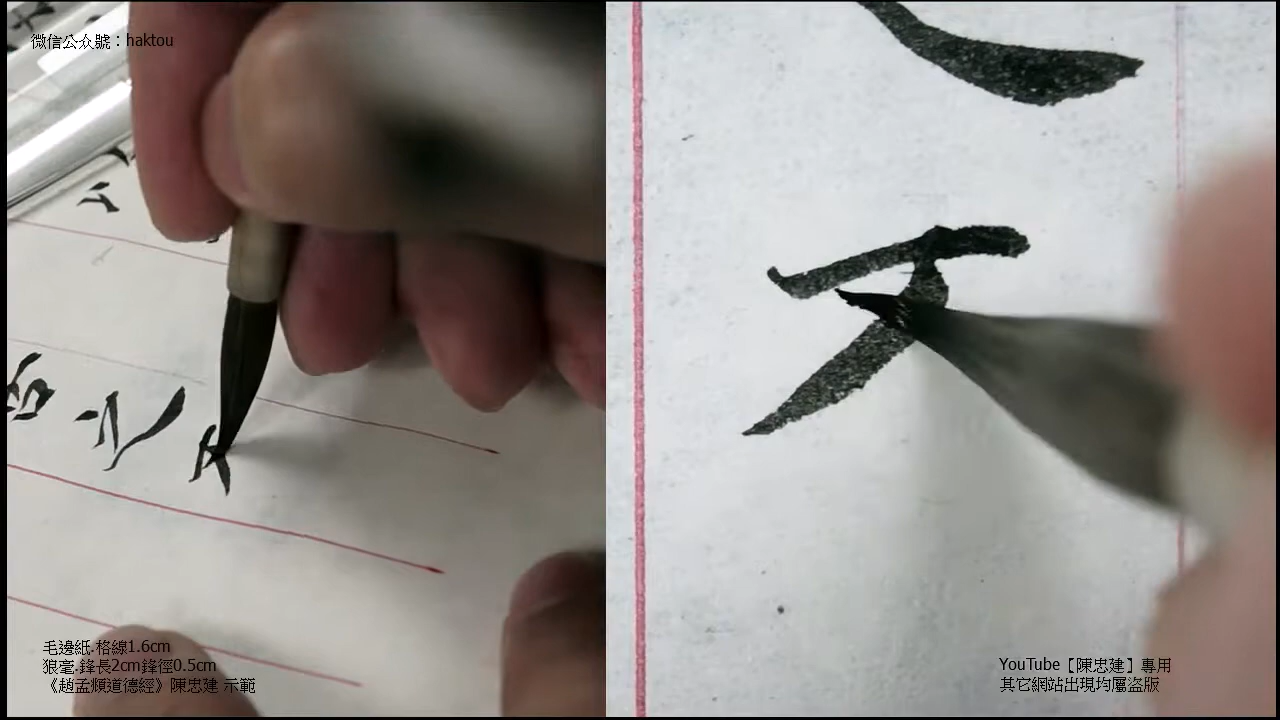 微信公众號：haktou
之
不
毛邊紙.格線1.6cm
狼毫.鋒長2cm鋒徑0.5cm
《趙孟頫道德經》陳忠建 示範
YouTube［陳忠建］專用
其它網站出現均屬盜版